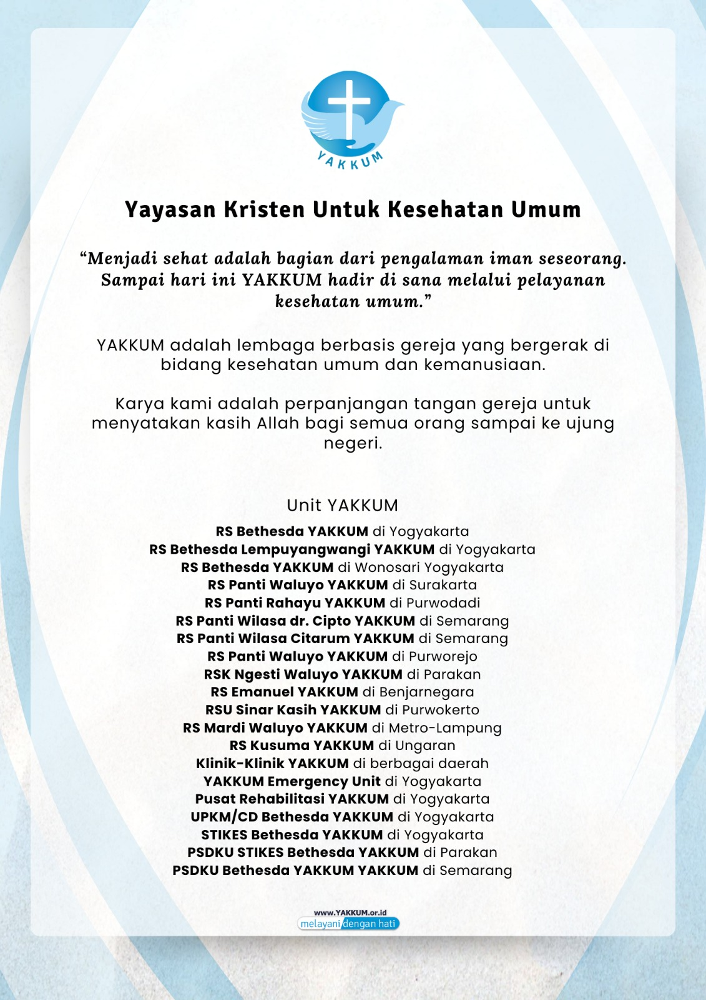 YAKKUM
Yayasan Kristen Untuk Kesehatan Umum
“Menjadi sehat adalah bagian dari pengalaman iman seseorang.
Sampai hari ini YAKKUM hadir di sana melalui pelayanan
kesehatan umum.”
YAKKUM adalah lembaga berbasis gereja yang bergerak di
bidang kesehatan umum dan kemanusiaan.
Karya kami adalah perpanjangan tangan gereja untuk
menyatakan kasih Allah bagi semua orang sampai ke ujung
negeri.
Unit YAKKUM
RS Bethesda YAKKUM di Yogyakarta
RS Bethesda Lempuyangwangi YAKKUM di Yogyakarta
RS Bethesda YAKKUM di Wonosari Yogyakarta
RS Panti Waluyo YAKKUM di Surakarta
RS Panti Rahayu YAKKUM di Purwodadi
RS Panti Wilasa dr. Cipto YAKKUM di Semarang
RS Panti Wilasa Citarum YAKKUM di Semarang
RS Panti Waluyo YAKKUM di Purworejo
RSK Ngesti Waluyo YAKKUM di Parakan
RS Emanuel YAKKUM di Benjarnegara
RSU Sinar Kasih YAKKUM di Purwokerto
RS Mardi Waluyo YAKKUM di Metro-Lampung
RS Kusuma YAKKUM di Ungaran
Klinik-Klinik YAKKUM di berbagai daerah
YAKKUM Emergency Unit di Yogyakarta
Pusat Rehabilitasi YAKKUM di Yogyakarta
UPKM/CD Bethesda YAKKUM di Yogyakarta
STIKES Bethesda YAKKUM di Yogyakarta
PSDKU STIKES Bethesda YAKKUM di Parakan
PSDKU Bethesda YAKKUM YAKKUM di Semarang
www.YAKKUM.or.id
melayani dengan hati